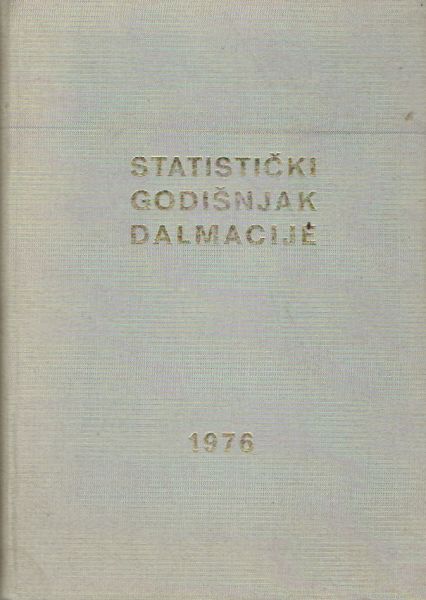 STATISTIČKI
GODIŠNJAK
DALMACIJE
1976